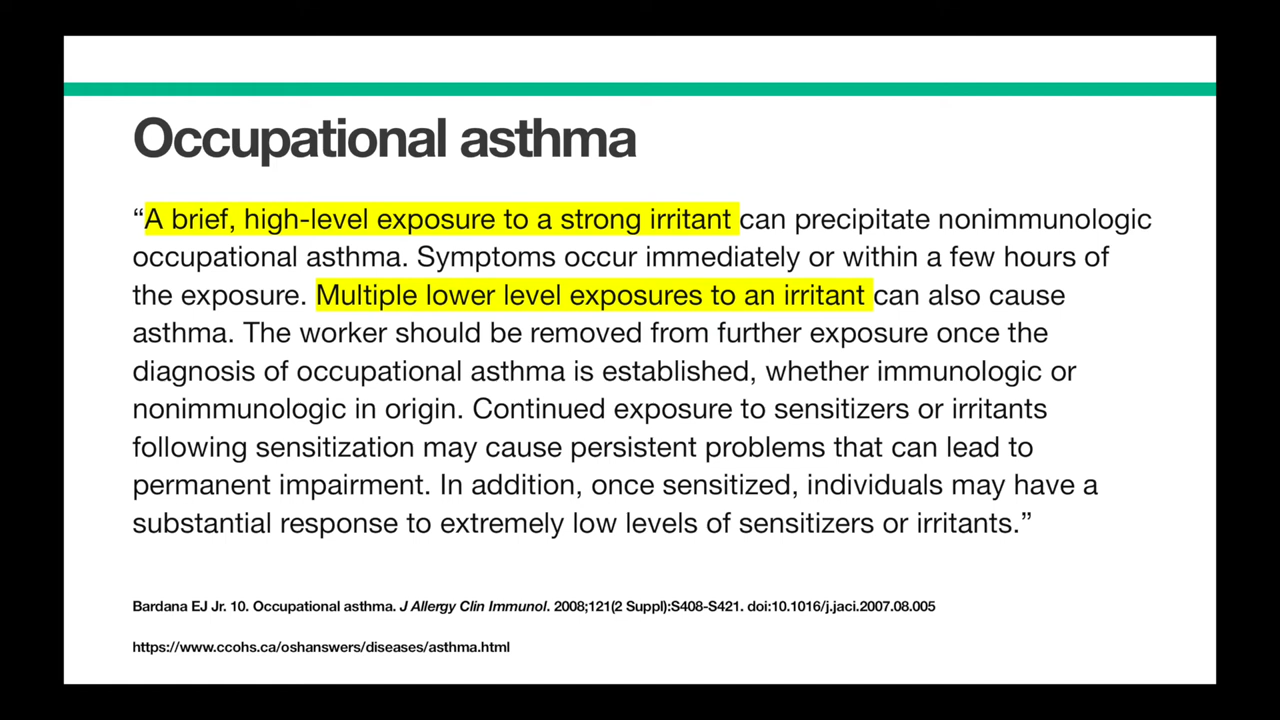 Occupational asthma
“A brief, high-level exposure to a strong irritant can precipitate nonimmunologic
occupational asthma. Symptoms occur immediately or within a few hours of
the exposure. Multiple lower level exposures to an irritant can also cause
asthma. The worker should be removed from further exposure once the
diagnosis of occupational asthma is established, whether immunologic or
nonimmunologic in origin. Continued exposure to sensitizers or irritants
following sensitization may cause persistent problems that can lead to
permanent impairment. In addition, once sensitized, individuals may have a
substantial response to extremely low levels of sensitizers or irritants.”
Bardana EJ Jr. 10. Occupational asthma. J Allergy Clin Immunol. 2008;121(2 Suppl):S408-S421. doi:10.1016/j.jaci.2007.08.005
https://www.ccohs.ca/oshanswers/diseases/asthma.html